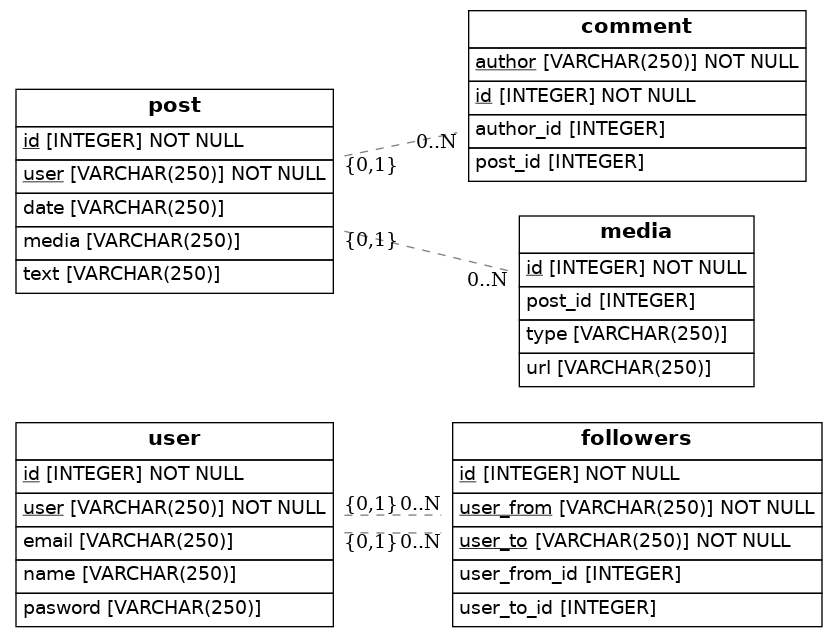 comment
author [VARCHAR(250)] NOT NULL
id [INTEGER] NOT NULL
author_id [INTEGER]
post_id [INTEGER]
post
id [INTEGER] NOT NULL
user [VARCHAR(250)] NOT NULL
date [VARCHAR(250)]
media [VARCHAR(250)]
text [VARCHAR(250)]
0..N
{0,1}
{0,1}
0..N
media
id [INTEGER] NOT NULL
post_id [INTEGER]
type [VARCHAR(250)]
url [VARCHAR(250)]
user
id [INTEGER] NOT NULL
user [VARCHAR(250)] NOT NULL
email [VARCHAR(250)]
name [VARCHAR(250)]
pasword [VARCHAR(250)]
{0,1} 0..N
{0,1} 0..N
followers
id [INTEGER] NOT NULL
user_from [VARCHAR(250)] NOT NULL
user_to [VARCHAR(250)] NOT NULL
user_from_id [INTEGER]
user_to_id [INTEGER]